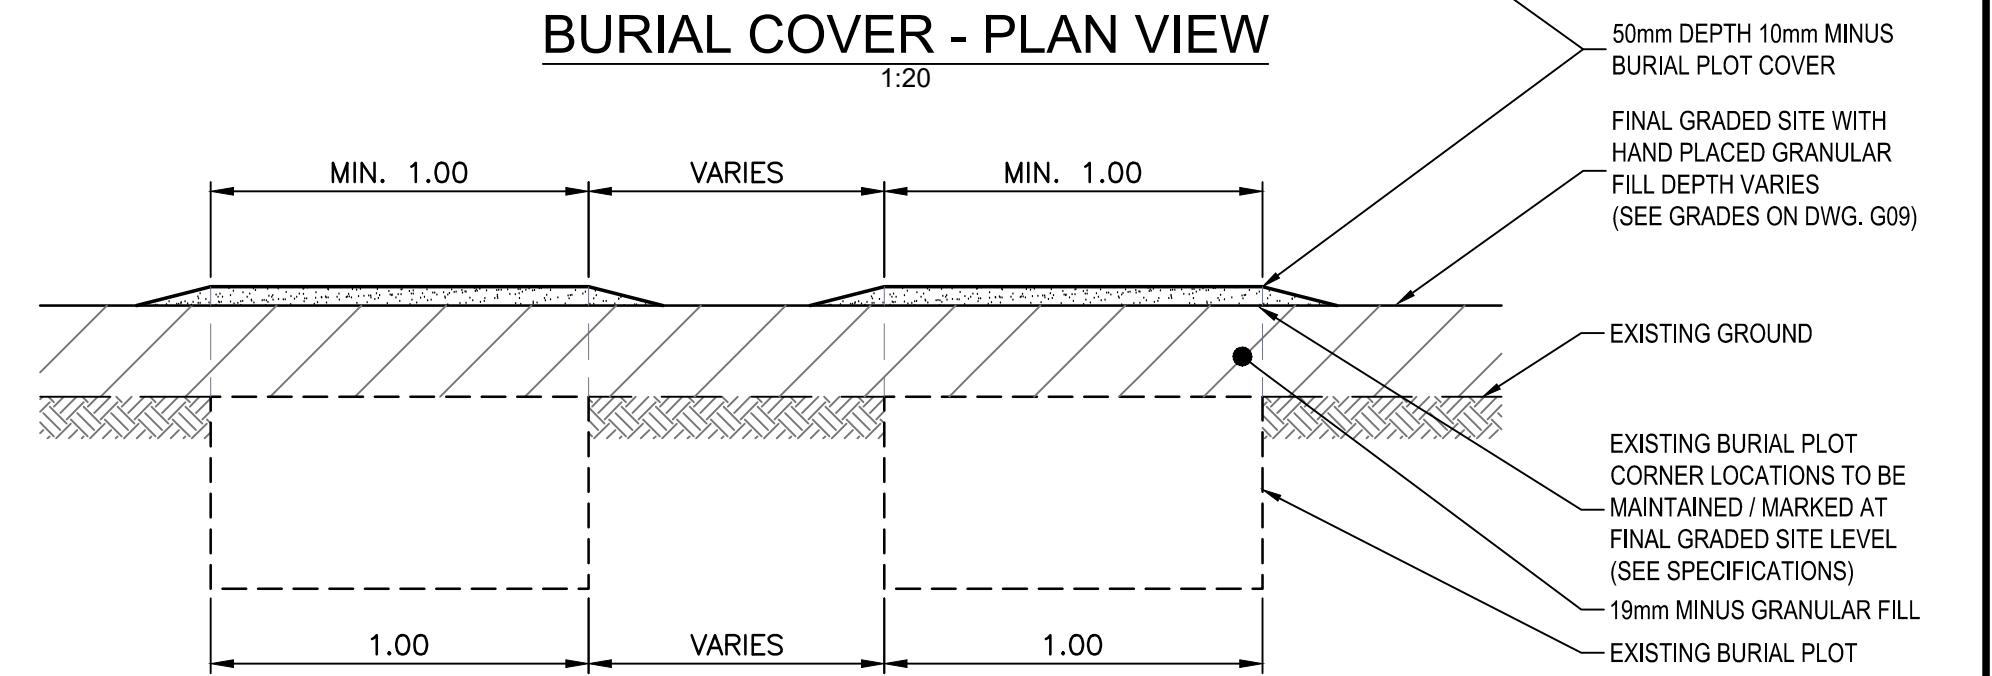 BURIAL COVER - PLAN VIEW
1:20
50mm DEPTH 10mm MINUS
BURIAL PLOT COVER
FINAL GRADED SITE WITH
HAND PLACED GRANULAR
FILL DEPTH VARIES
(SEE GRADES ON DWG. G09)
MIN. 1.00
VARIES
MIN. 1.00
EXISTING GROUND
EXISTING BURIAL PLOT
CORNER LOCATIONS TO BE
MAINTAINED / MARKED AT
FINAL GRADED SITE LEVEL
(SEE SPECIFICATIONS)
19mm MINUS GRANULAR FILL
EXISTING BURIAL PLOT
1.00
VARIES
1.00